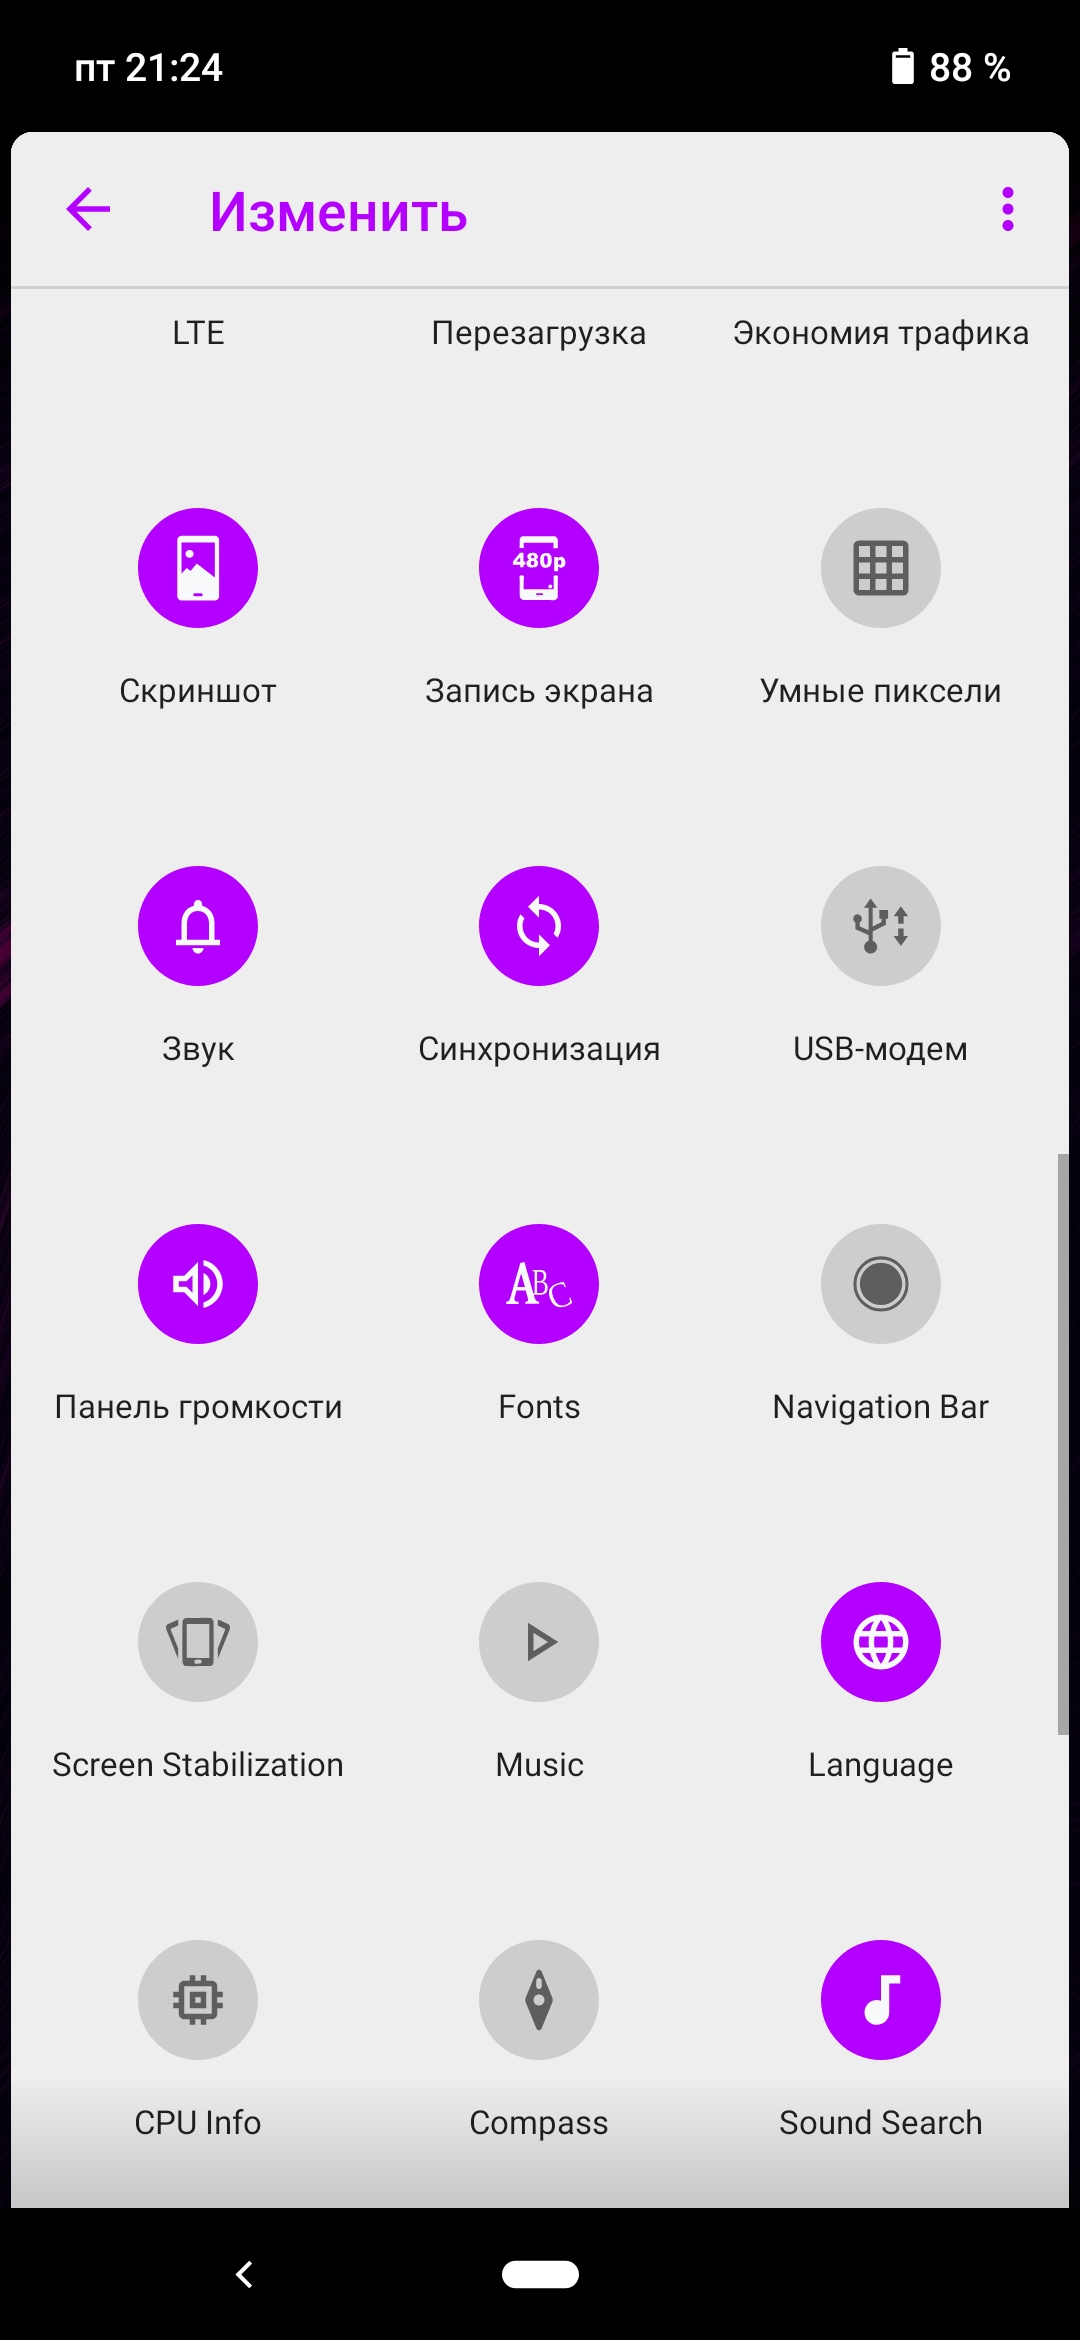 пт 21:24
88 %
Изменить
LTE
Перезагрузка
Экономия трафика
480p
Скриншот
Запись экрана
Умные пиксели
Звук
Синхронизация
USB-модем
ABC
Панель громкости
Fonts
Navigation Bar
Screen Stabilization
Music
Language
CPU Info
Compass
Sound Search